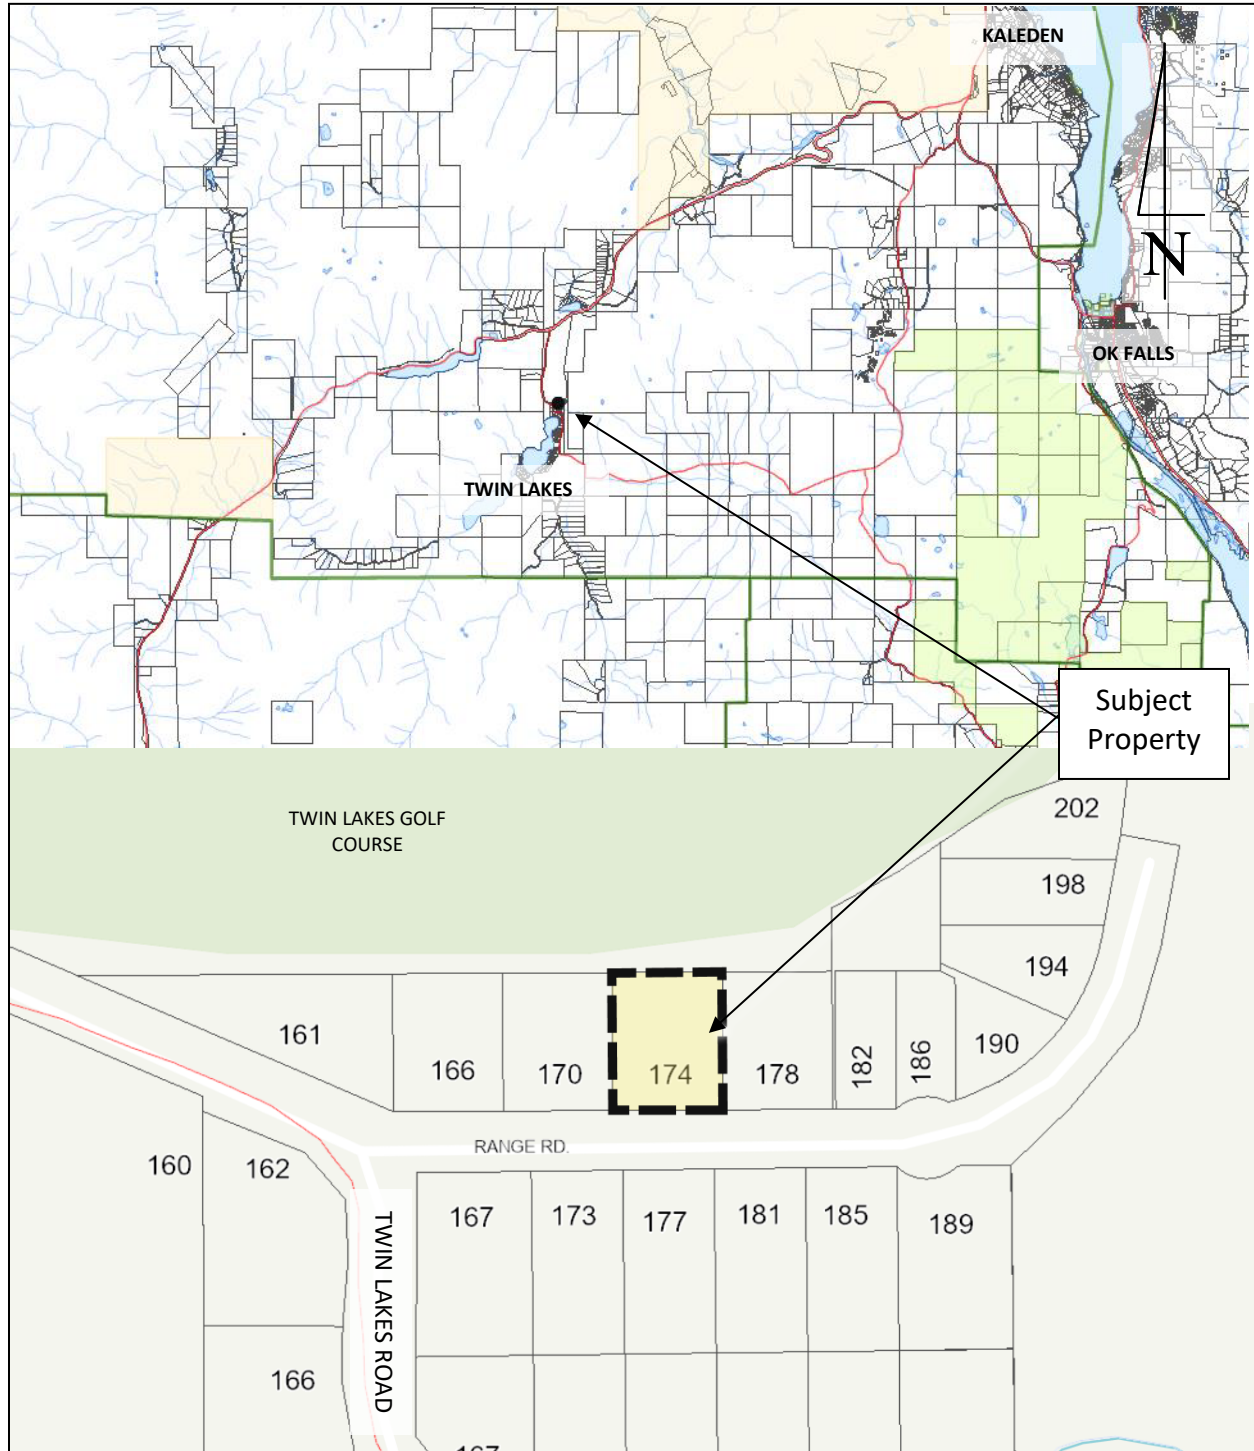 KALEDEN
N
OK FALLS
TWIN LAKES
Subject
Property
TWIN LAKES GOLF
COURSE
202
198
194
190
161
166
170
174
178
182
186
RANGE RD.
160
162
167
173
177
181
185
189
TWIN LAKES ROAD
166
167